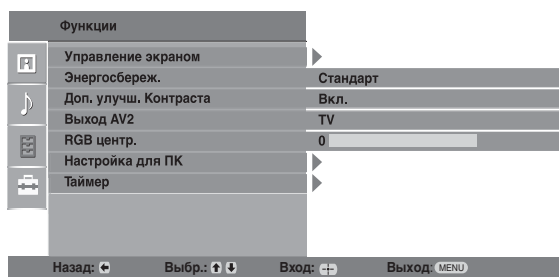 Функции
Управление экраном
Энергосбереж. Стандарт
Доп. улучш. Контраста Вкл.
Выход AV2 TV
RGB центр. 0
Настройка для ПК
Таймер
Назад: Выбр.: Вход: Выход: MENU